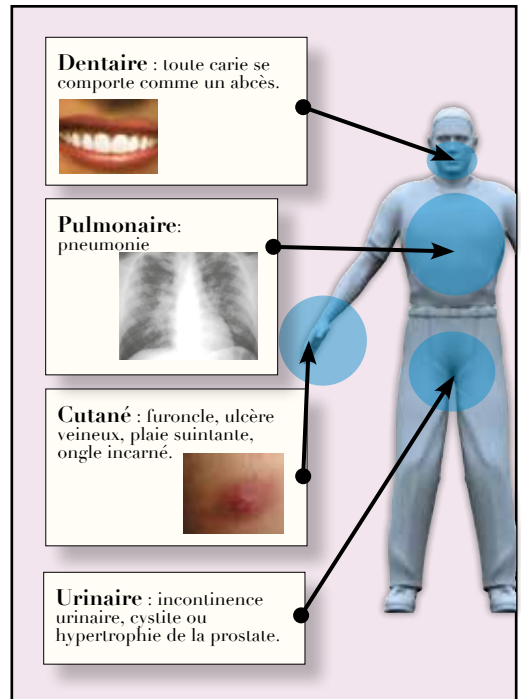 Dentaire : toute carie se
comporte comme un abcès.
Pulmonaire:
pneumonie
Cutané : furoncle, ulcère
veineux, plaie suintante,
ongle incarné.
Urinaire : incontinence
urinaire, cystite ou
hypertrophie de la prostate.